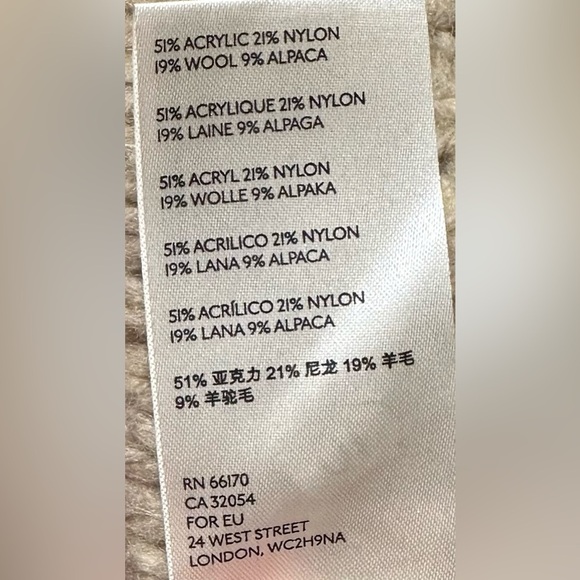 51% ACRYLIC 21% NYLON
19% WOOL 9% ALPACA
51% ACRYLIQUE 21% NYLON
19% LAINE 9% ALPAGA
51% ACRYL 21% NYLON
19% WOLLE 9% ALPAKA
51% ACRILICO 21% NYLON
19% LANA 9% ALPACA
51% ACRÍLICO 21% NYLON
19% LANA 9% ALPACA
51% 亚克力 21% 尼龙 19% 羊毛
9% 羊驼毛
RN 66170
CA 32054
FOR EU
24 WEST STREET
LONDON, WC2H9NA